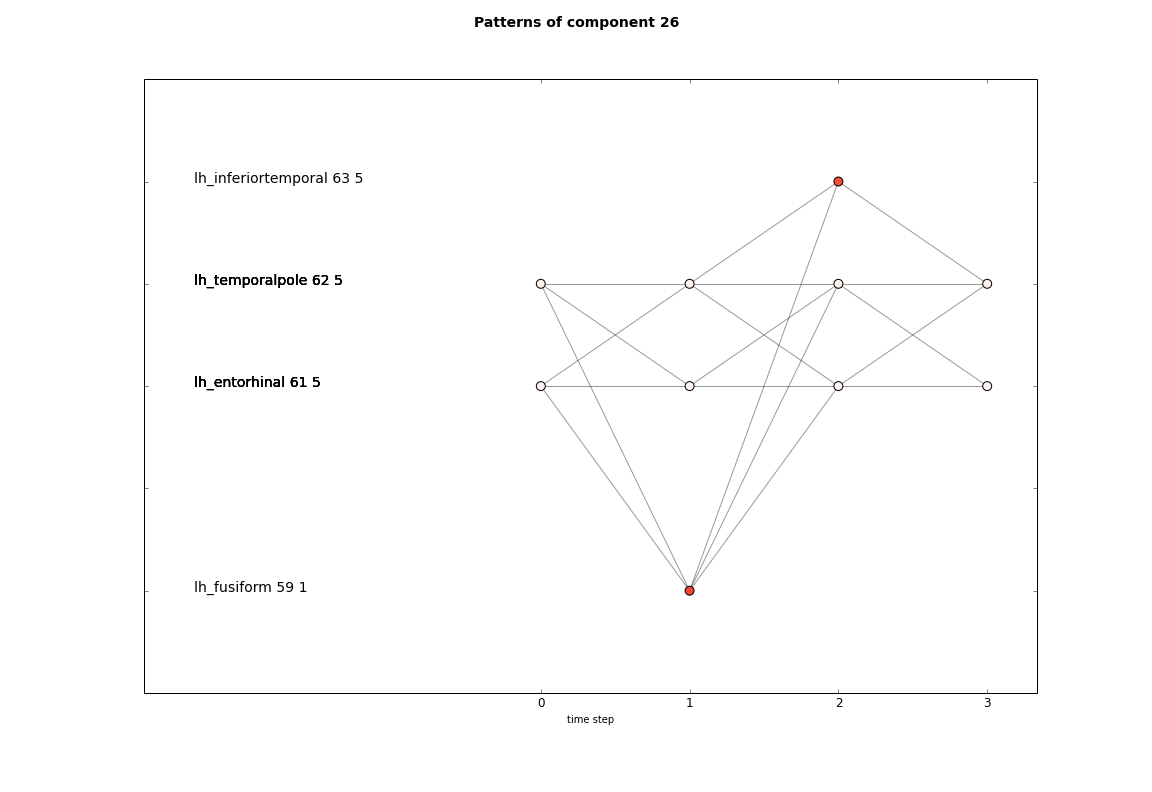 Patterns of component 26
lh_inferiortemporal 63 5
lh_temporalpole 62 5
lh_entorhinal 61 5
lh_fusiform 59 1
0 1 2 3
time step